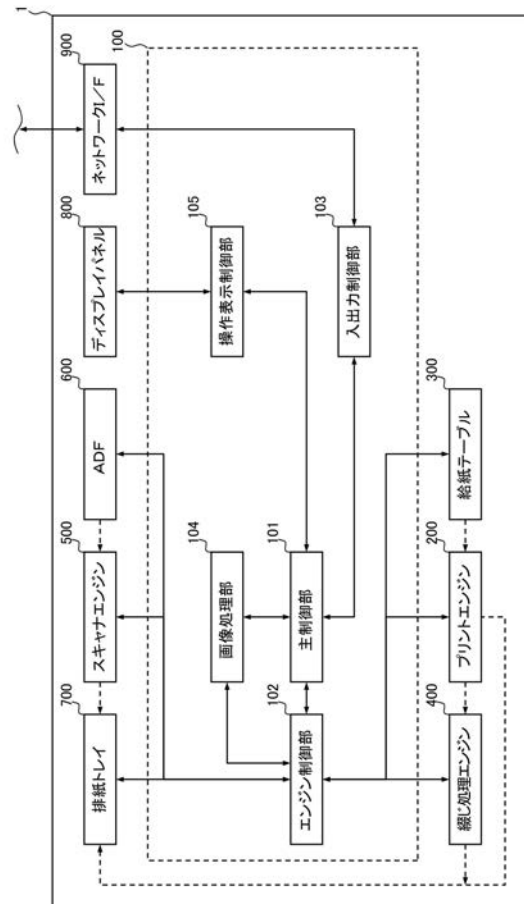 1
700
排紙トレイ
500
スキャナエンジン
600
ADF
800
ディスプレイパネル
900
ネットワークI/F
100
104
画像処理部
105
操作表示制御部
102
エンジン制御部
101
主制御部
103
入出力制御部
400
綴じ処理エンジン
200
プリントエンジン
300
給紙テーブル